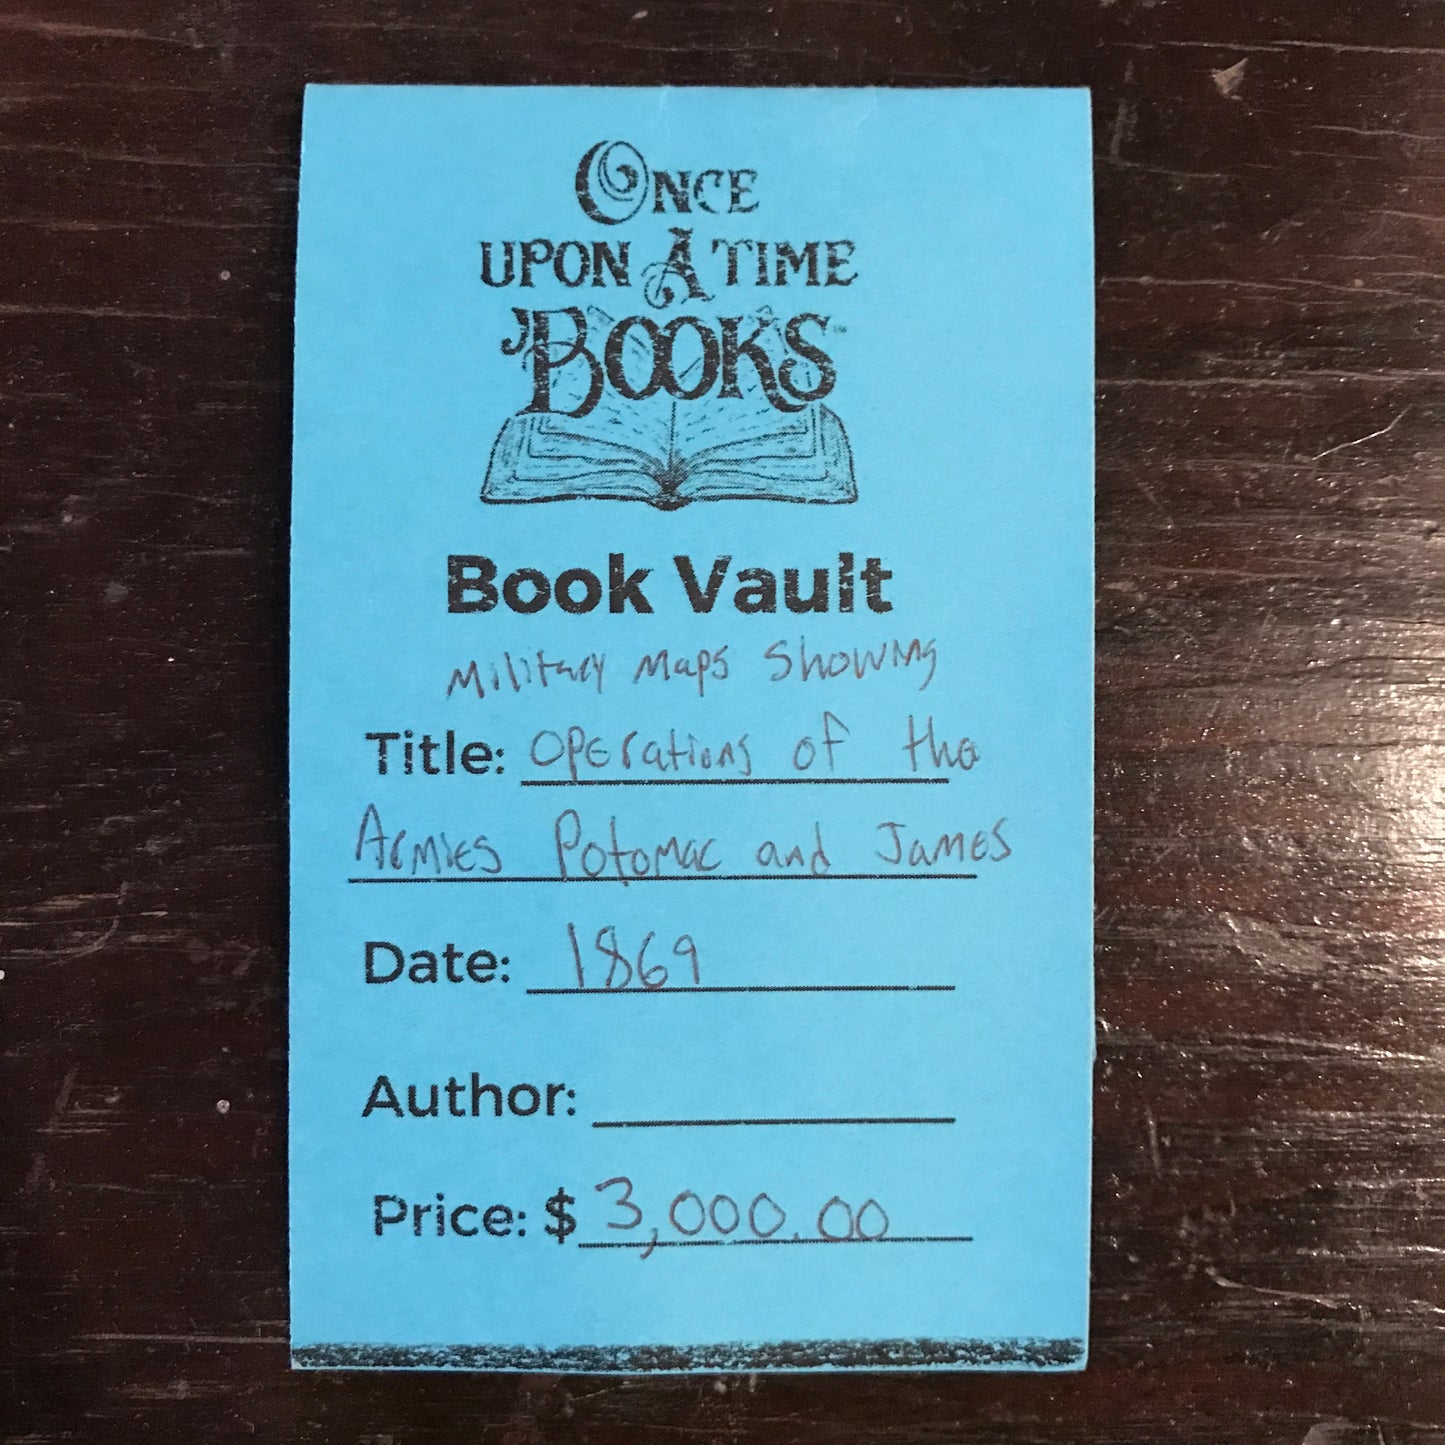 ONCE
UPON A TIME
BOOKS
Book Vault
Military Maps Showing
Title: Operations of the
Armies Potomac and James
Date: 1869
Author:
Price: $ 3,000.00